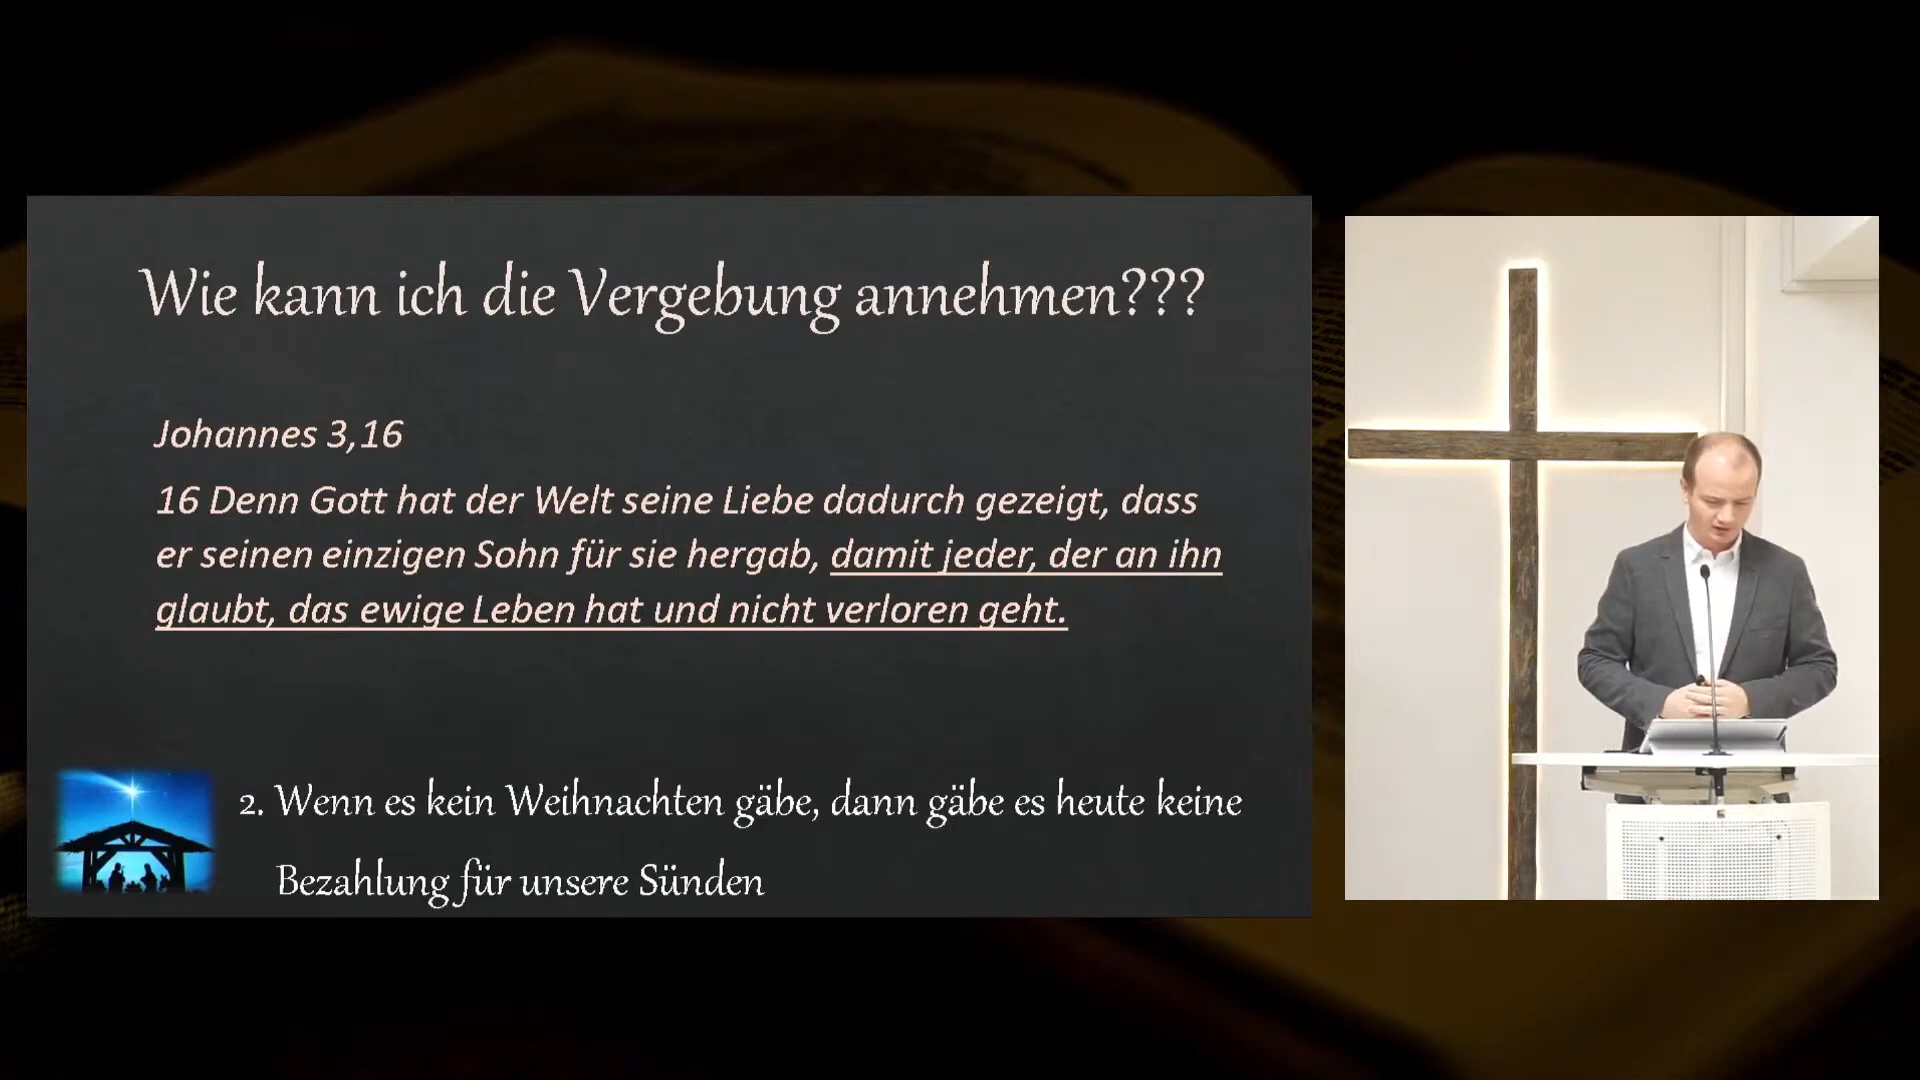 Wie kann ich die Vergebung annehmen???
Johannes 3,16
16 Denn Gott hat der Welt seine Liebe dadurch gezeigt, dass
er seinen einzigen Sohn für sie hergab, damit jeder, der an ihn
glaubt, das ewige Leben hat und nicht verloren geht.
2. Wenn es kein Weihnachten gäbe, dann gäbe es heute keine
Bezahlung für unsere Sünden